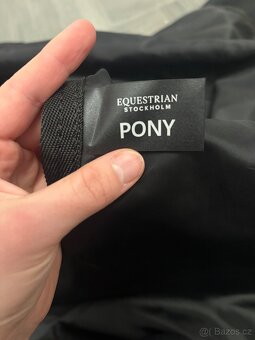 EQUESTRIAN
STOCKHOLM
PONY
Bazos.cz